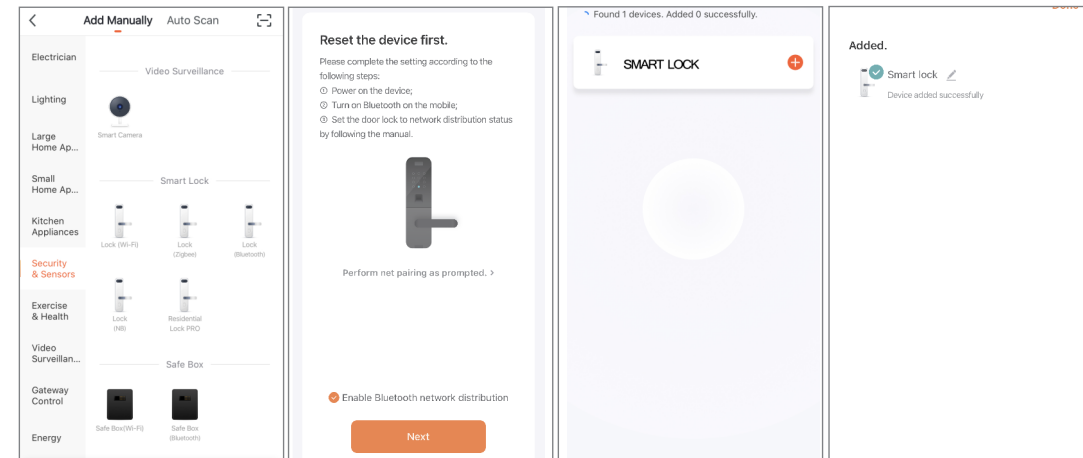 Add Manually Auto Scan
Electrician
Video Surveillance
Lighting
Smart Camera
Large
Home Ap...
Small
Home Ap...
Smart Lock
Kitchen
Appliances
Lock (Wi-Fi)
Lock
(Zigbee)
Lock
(Bluetooth)
Security
& Sensors
Exercise
& Health
Lock
(NB)
Residential
Lock PRO
Video
Surveillan...
Safe Box
Gateway
Control
Safe Box(Wi-Fi)
Safe Box
(Bluetooth)
Energy
Reset the device first.
Please complete the setting according to the
following steps:
① Power on the device;
② Turn on Bluetooth on the mobile;
③ Set the door lock to network distribution status
by following the manual.
Perform net pairing as prompted. >
Enable Bluetooth network distribution
Next
Found 1 devices. Added 0 successfully.
SMART LOCK
Added.
Smart lock
Device added successfully